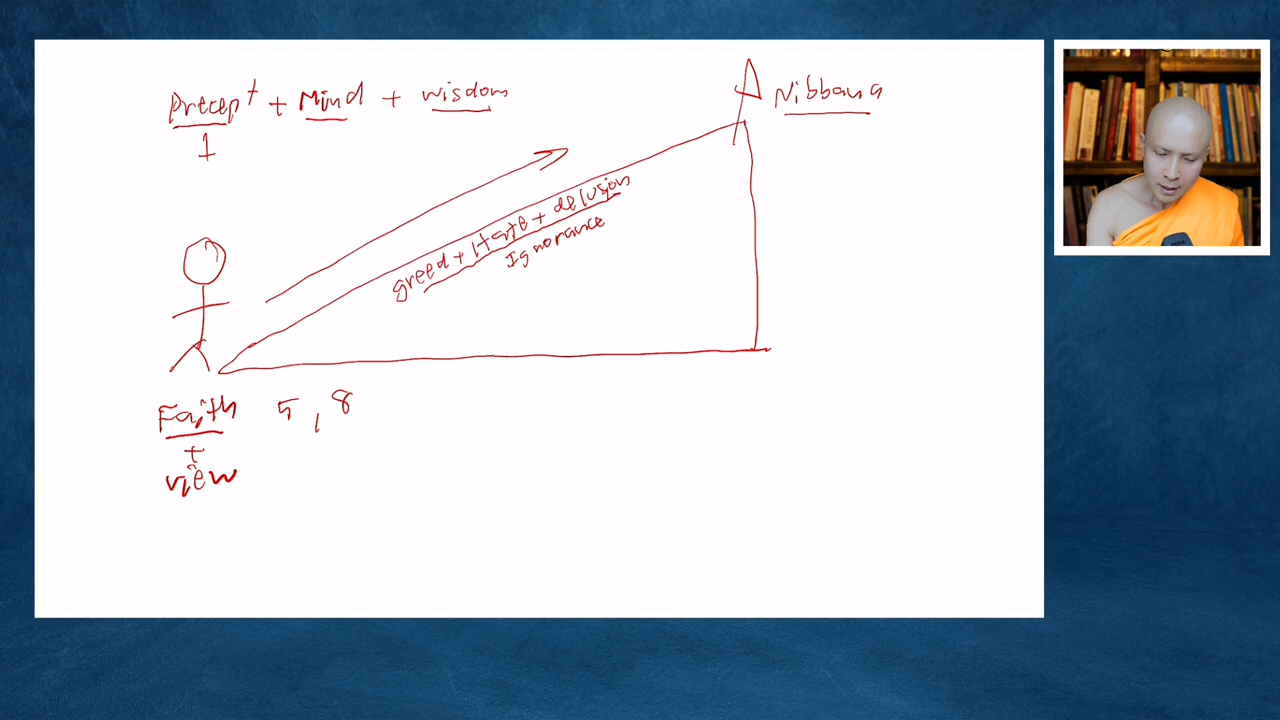 Precept + Mind + wisdom
1
Nibbana
greed + Hate + delusion
Ignorance
Faith 5, 8
+
view